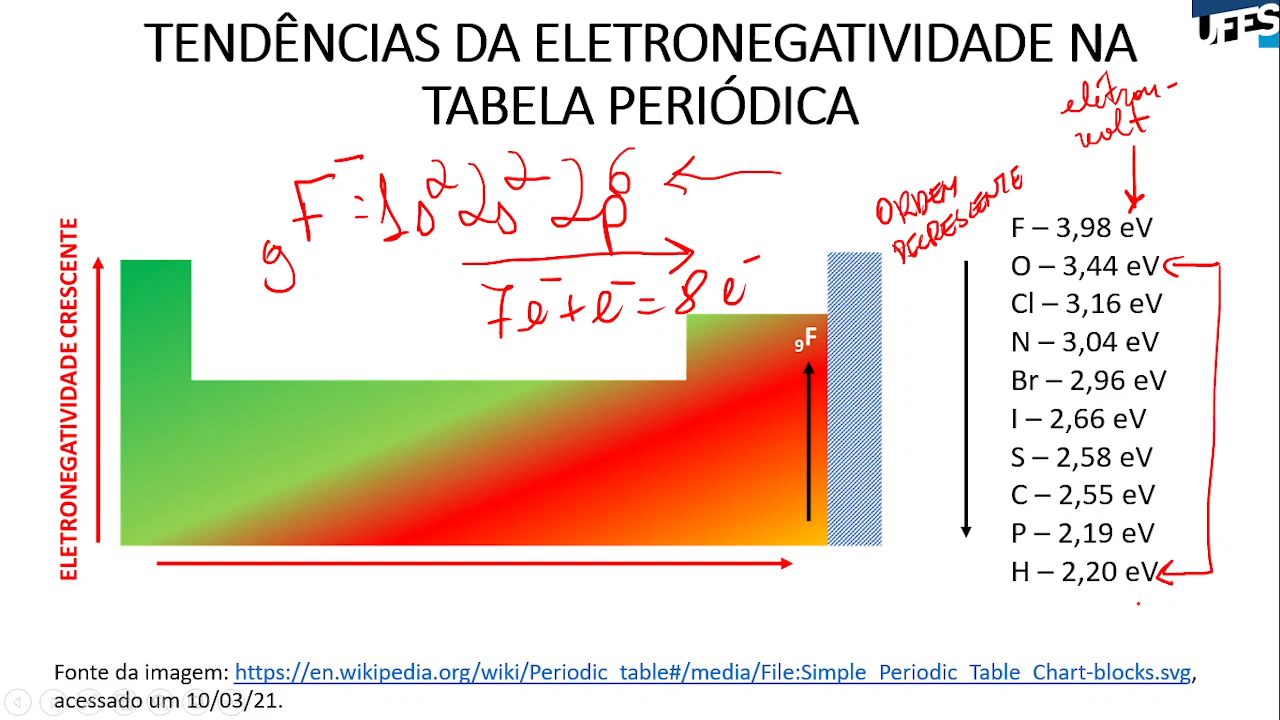 UFES
TENDÊNCIAS DA ELETRONEGATIVIDADE NA
TABELA PERIÓDICA
elétron-
volt
₉F⁻=1s²2s²2p⁶
7e⁻+e⁻=8e⁻
ORDEM
DECRESCENTE
ELETRONEGATIVIDADE CRESCENTE
₉F
F – 3,98 eV
O – 3,44 eV
Cl – 3,16 eV
N – 3,04 eV
Br – 2,96 eV
I – 2,66 eV
S – 2,58 eV
C – 2,55 eV
P – 2,19 eV
H – 2,20 eV
Fonte da imagem: https://en.wikipedia.org/wiki/Periodic_table#/media/File:Simple_Periodic_Table_Chart-blocks.svg,
acessado um 10/03/21.